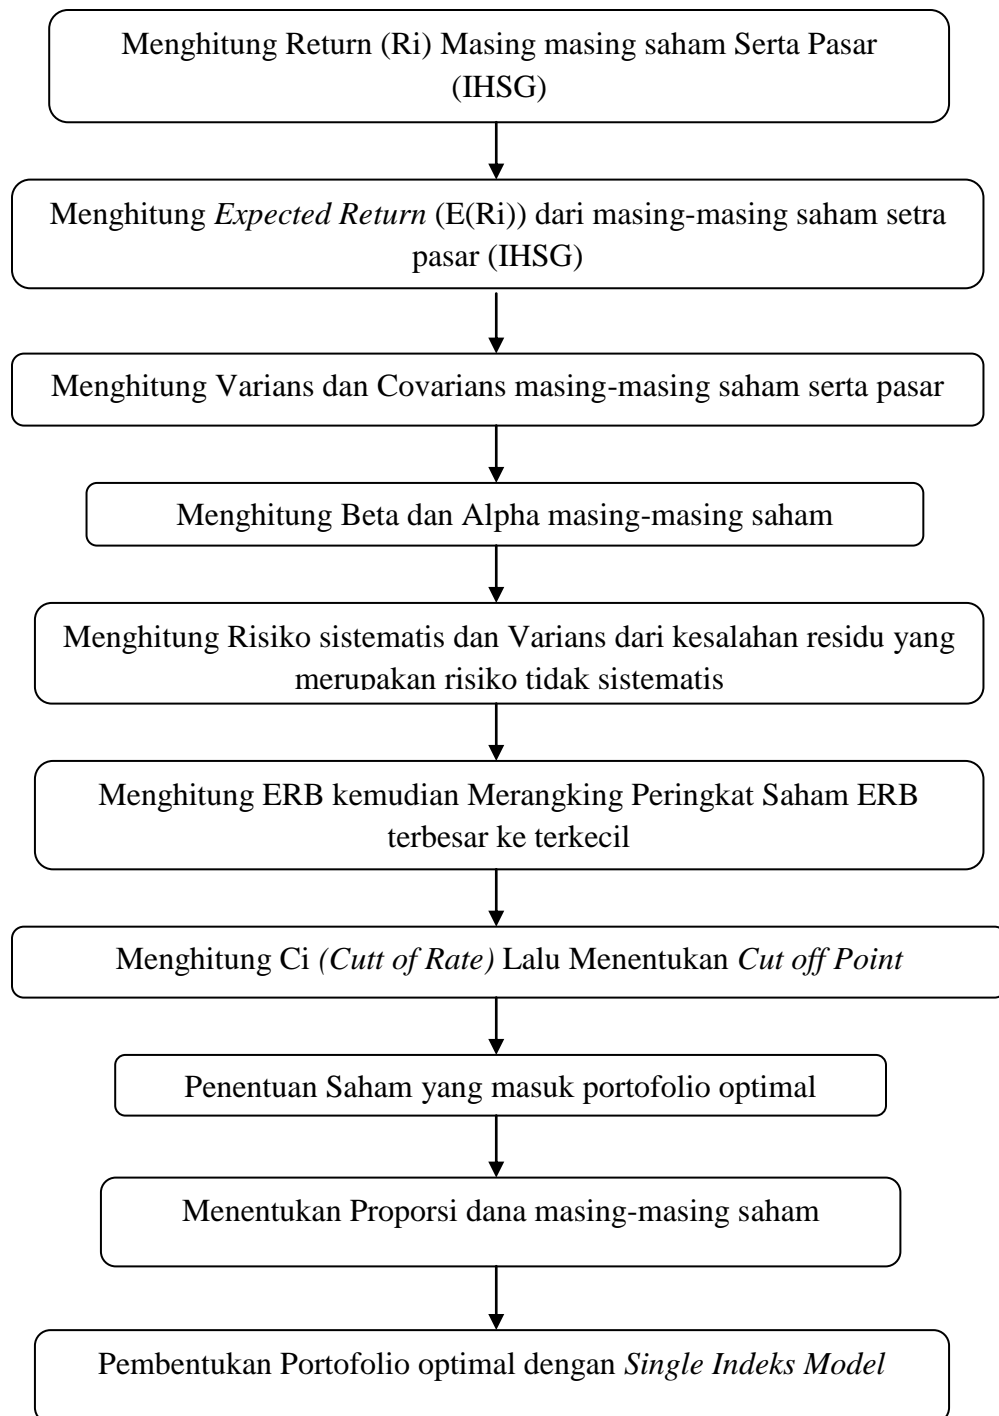 Menghitung Return (Ri) Masing masing saham Serta Pasar
(IHSG)
Menghitung Expected Return (E(Ri)) dari masing-masing saham setra
pasar (IHSG)
Menghitung Varians dan Covarians masing-masing saham serta pasar
Menghitung Beta dan Alpha masing-masing saham
Menghitung Risiko sistematis dan Varians dari kesalahan residu yang
merupakan risiko tidak sistematis
Menghitung ERB kemudian Merangking Peringkat Saham ERB
terbesar ke terkecil
Menghitung Ci (Cutt of Rate) Lalu Menentukan Cut off Point
Penentuan Saham yang masuk portofolio optimal
Menentukan Proporsi dana masing-masing saham
Pembentukan Portofolio optimal dengan Single Indeks Model